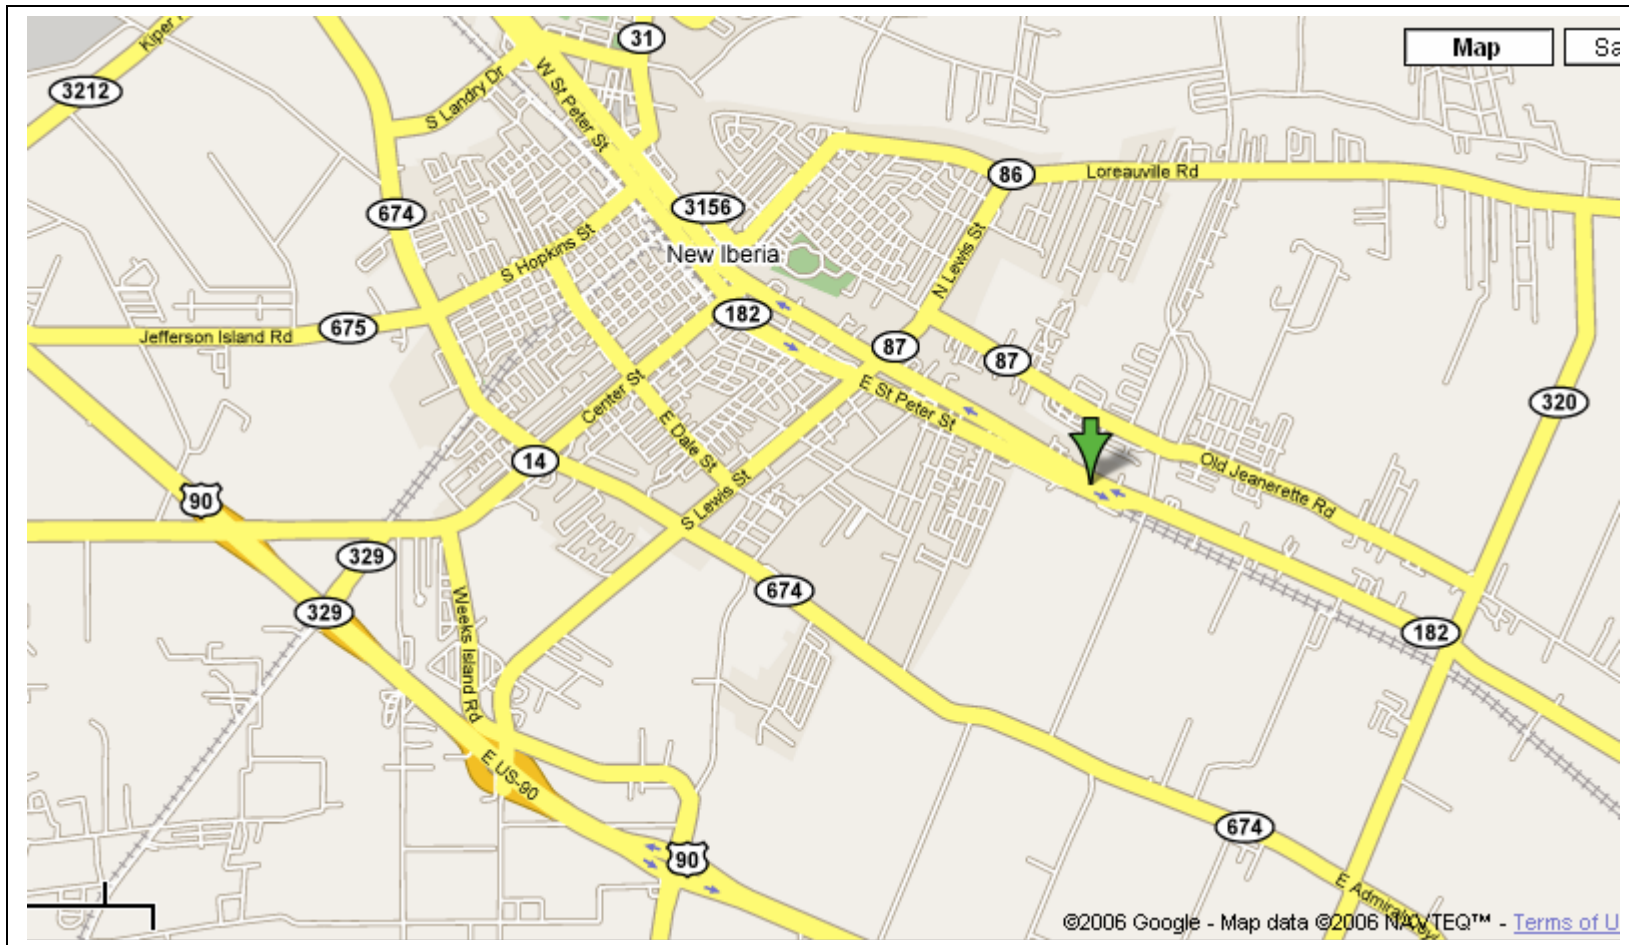 Kiper
31
Map
Sa
3212
S Landry Dr
W St Peter St
86
Loreauville Rd
674
3156
S Hopkins St
New Iberia
N Lewis St
182
675
Jefferson Island Rd
87
87
Center St
E St Peter St
320
E Dale St
14
Old Jeanerette Rd
90
S Lewis St
329
674
329
Weeks Island Rd
182
E US-90
674
90
E Admiral
©2006 Google - Map data ©2006 NAVTEQ™ - Terms of U